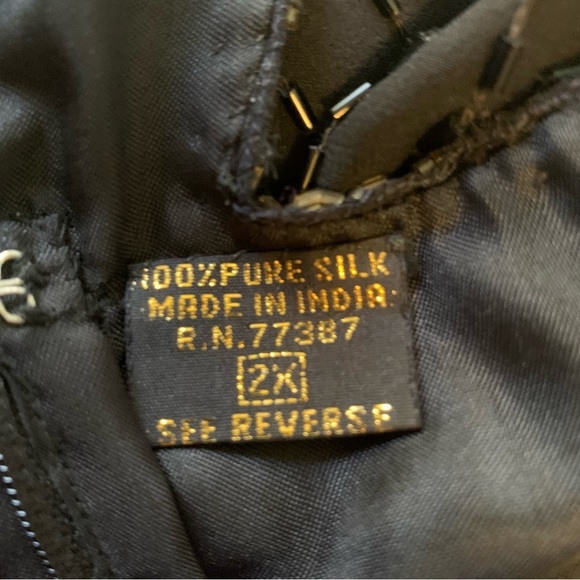 100% PURE SILK
MADE IN INDIA
R.N.77387
2X
SEE REVERSE